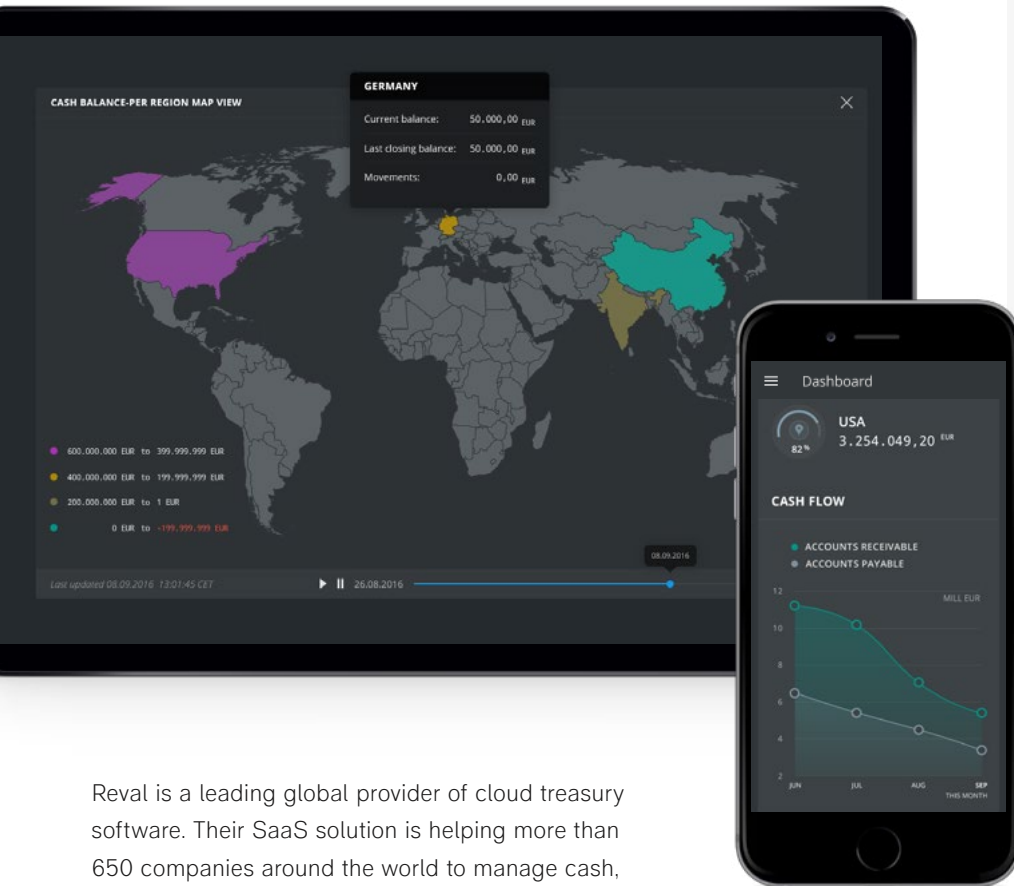 CASH BALANCE-PER REGION MAP VIEW
GERMANY
Current balance: 50.000,00 EUR
Last closing balance: 50.000,00 EUR
Movements: 0,00 EUR
600.000.000 EUR to 399.999.999 EUR
400.000.000 EUR to 199.999.999 EUR
200.000.000 EUR to 1 EUR
0 EUR to -199.999.999 EUR
08.09.2016
Last updated 08.09.2016 13:01:45 CET
26.08.2016
Dashboard
82%
USA
3.254.049,20 EUR
CASH FLOW
ACCOUNTS RECEIVABLE
ACCOUNTS PAYABLE
MILL EUR
12
10
8
6
4
2
JUN JUL AUG SEP
THIS MONTH
Reval is a leading global provider of cloud treasury
software. Their SaaS solution is helping more than
650 companies around the world to manage cash,